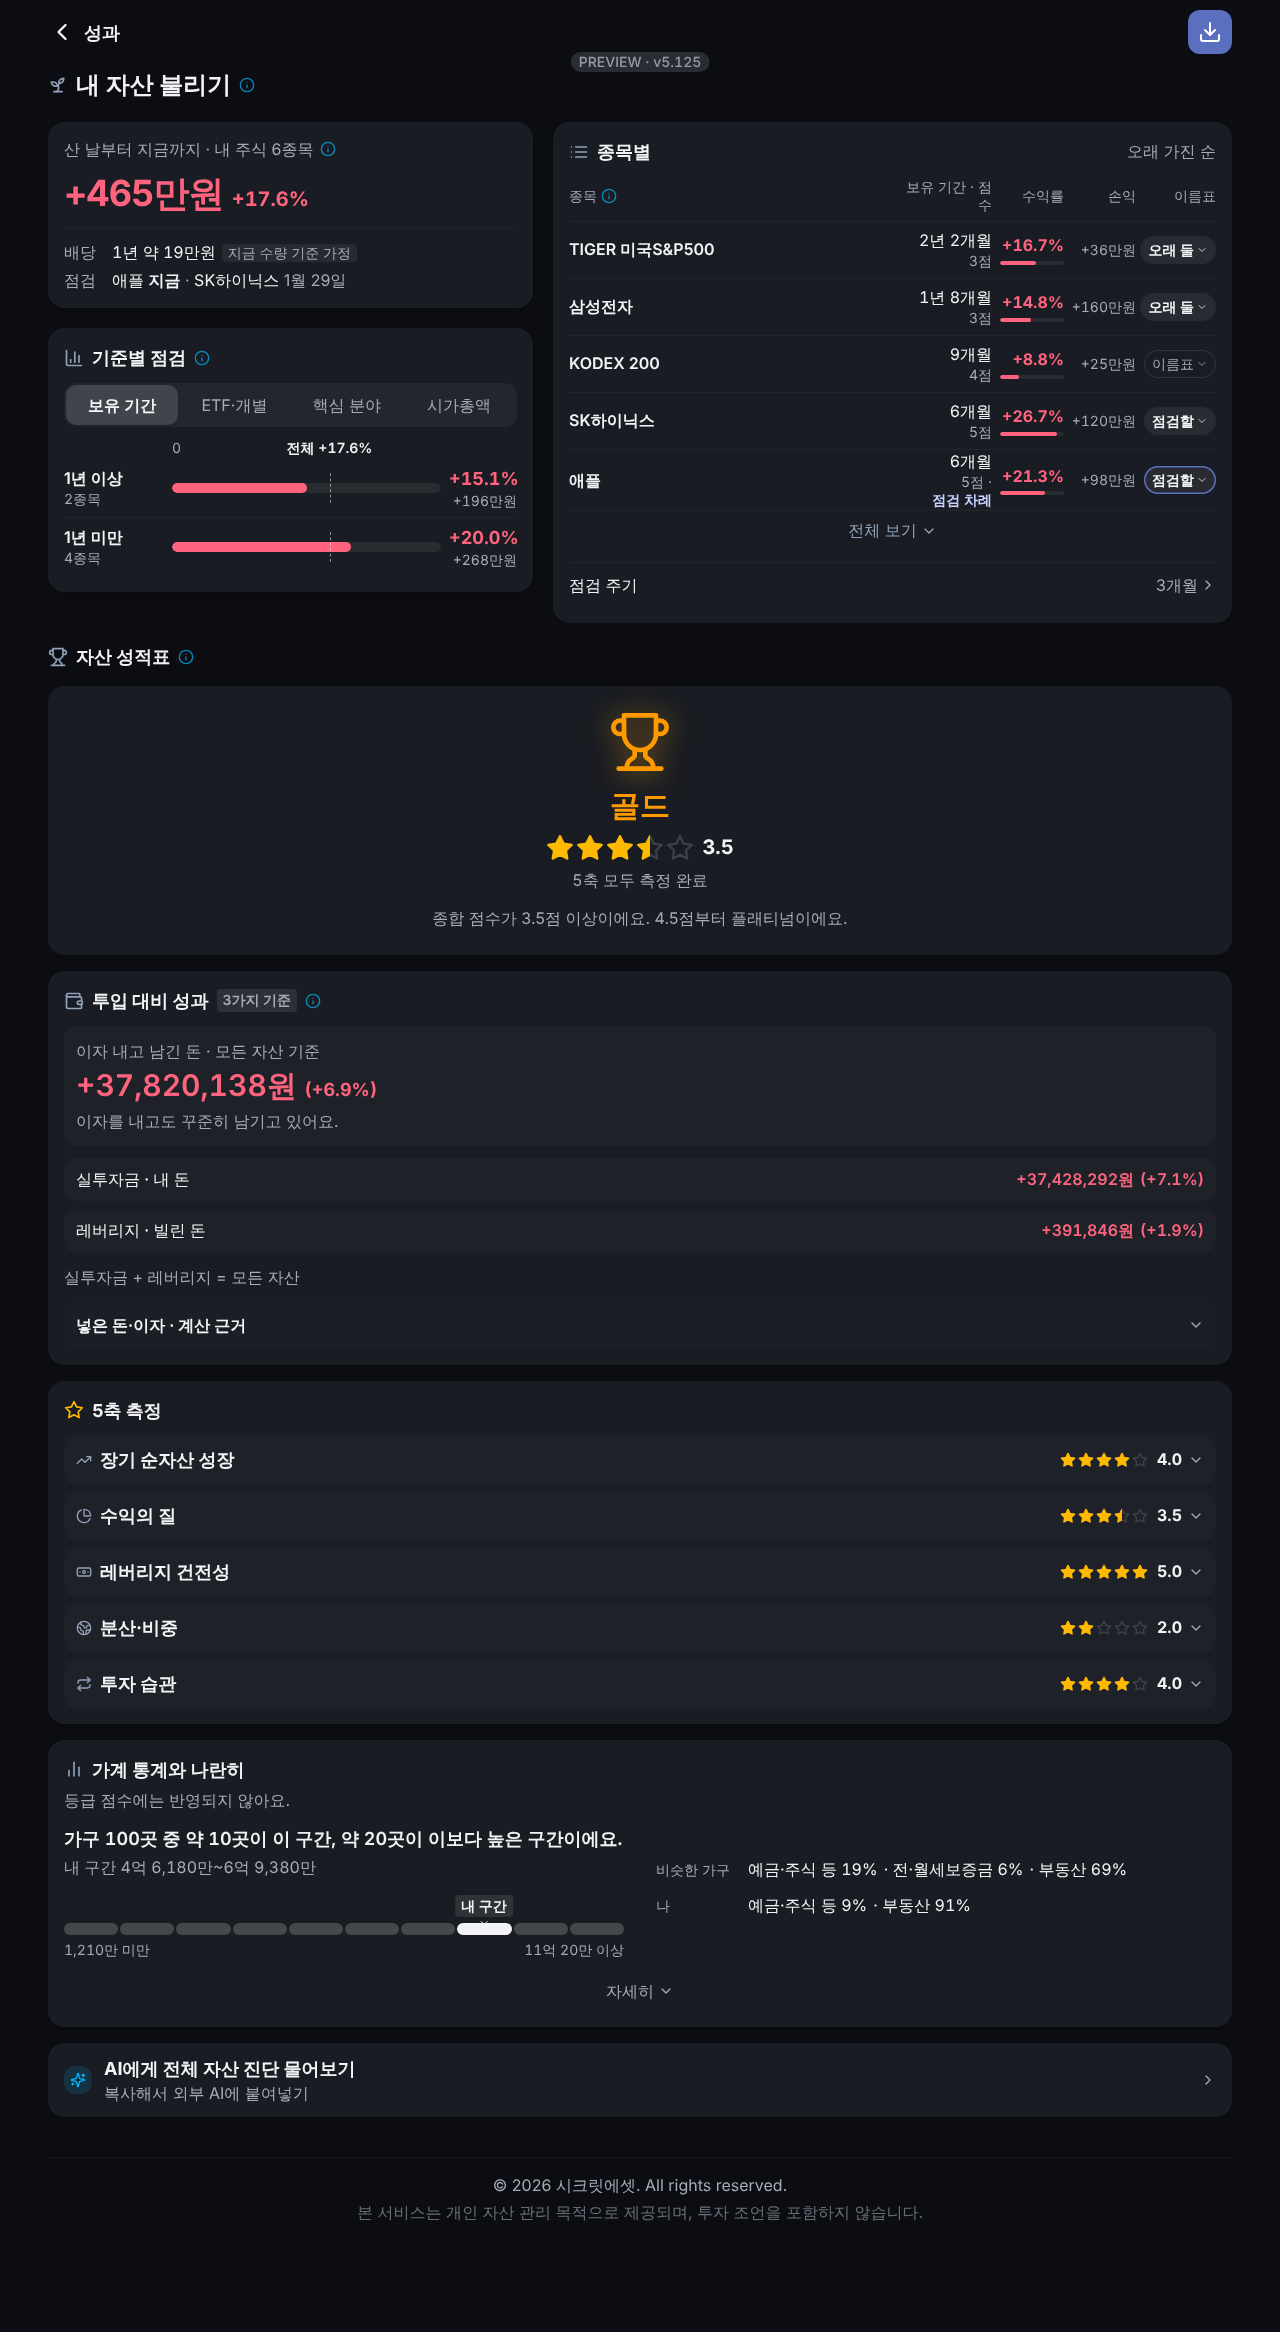 성과
PREVIEW · v5.125
내 자산 불리기
산 날부터 지금까지 · 내 주식 6종목
+465만원 +17.6%
배당 1년 약 19만원 지금 수량 기준 가정
점검 애플 지금 · SK하이닉스 1월 29일
기준별 점검
보유 기간 ETF·개별 핵심 분야 시가총액
0 전체 +17.6%
1년 이상 +15.1%
2종목 +196만원
1년 미만 +20.0%
4종목 +268만원
종목별 오래 가진 순
종목 보유 기간 · 점수 수익률 손익 이름표
TIGER 미국S&P500 2년 2개월 3점 +16.7% +36만원 오래 둘
삼성전자 1년 8개월 3점 +14.8% +160만원 오래 둘
KODEX 200 9개월 4점 +8.8% +25만원 이름표
SK하이닉스 6개월 5점 +26.7% +120만원 점검할
애플 6개월 5점 · 점검 차례 +21.3% +98만원 점검할
전체 보기
점검 주기 3개월
자산 성적표
골드
3.5
5축 모두 측정 완료
종합 점수가 3.5점 이상이에요. 4.5점부터 플래티넘이에요.
투입 대비 성과 3가지 기준
이자 내고 남긴 돈 · 모든 자산 기준
+37,820,138원 (+6.9%)
이자를 내고도 꾸준히 남기고 있어요.
실투자금 · 내 돈 +37,428,292원 (+7.1%)
레버리지 · 빌린 돈 +391,846원 (+1.9%)
실투자금 + 레버리지 = 모든 자산
넣은 돈·이자 · 계산 근거
5축 측정
장기 순자산 성장 4.0
수익의 질 3.5
레버리지 건전성 5.0
분산·비중 2.0
투자 습관 4.0
가계 통계와 나란히
등급 점수에는 반영되지 않아요.
가구 100곳 중 약 10곳이 이 구간, 약 20곳이 이보다 높은 구간이에요.
내 구간 4억 6,180만~6억 9,380만
내 구간
1,210만 미만 11억 20만 이상
비슷한 가구 예금·주식 등 19% · 전·월세보증금 6% · 부동산 69%
나 예금·주식 등 9% · 부동산 91%
자세히
AI에게 전체 자산 진단 물어보기
복사해서 외부 AI에 붙여넣기
© 2026 시크릿에셋. All rights reserved.
본 서비스는 개인 자산 관리 목적으로 제공되며, 투자 조언을 포함하지 않습니다.